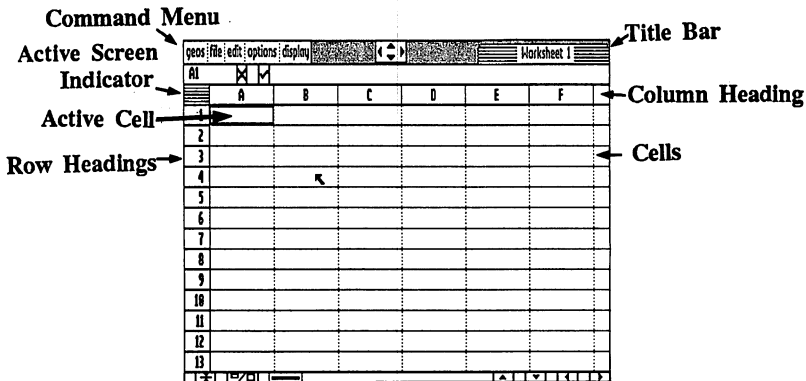 Command Menu
Title Bar
geos file edit options display
Worksheet 1
Active Screen
Indicator
A1
A B C D E F
Column Heading
Active Cell
1
2
Row Headings
3
Cells
4
5
6
7
8
9
10
11
12
13